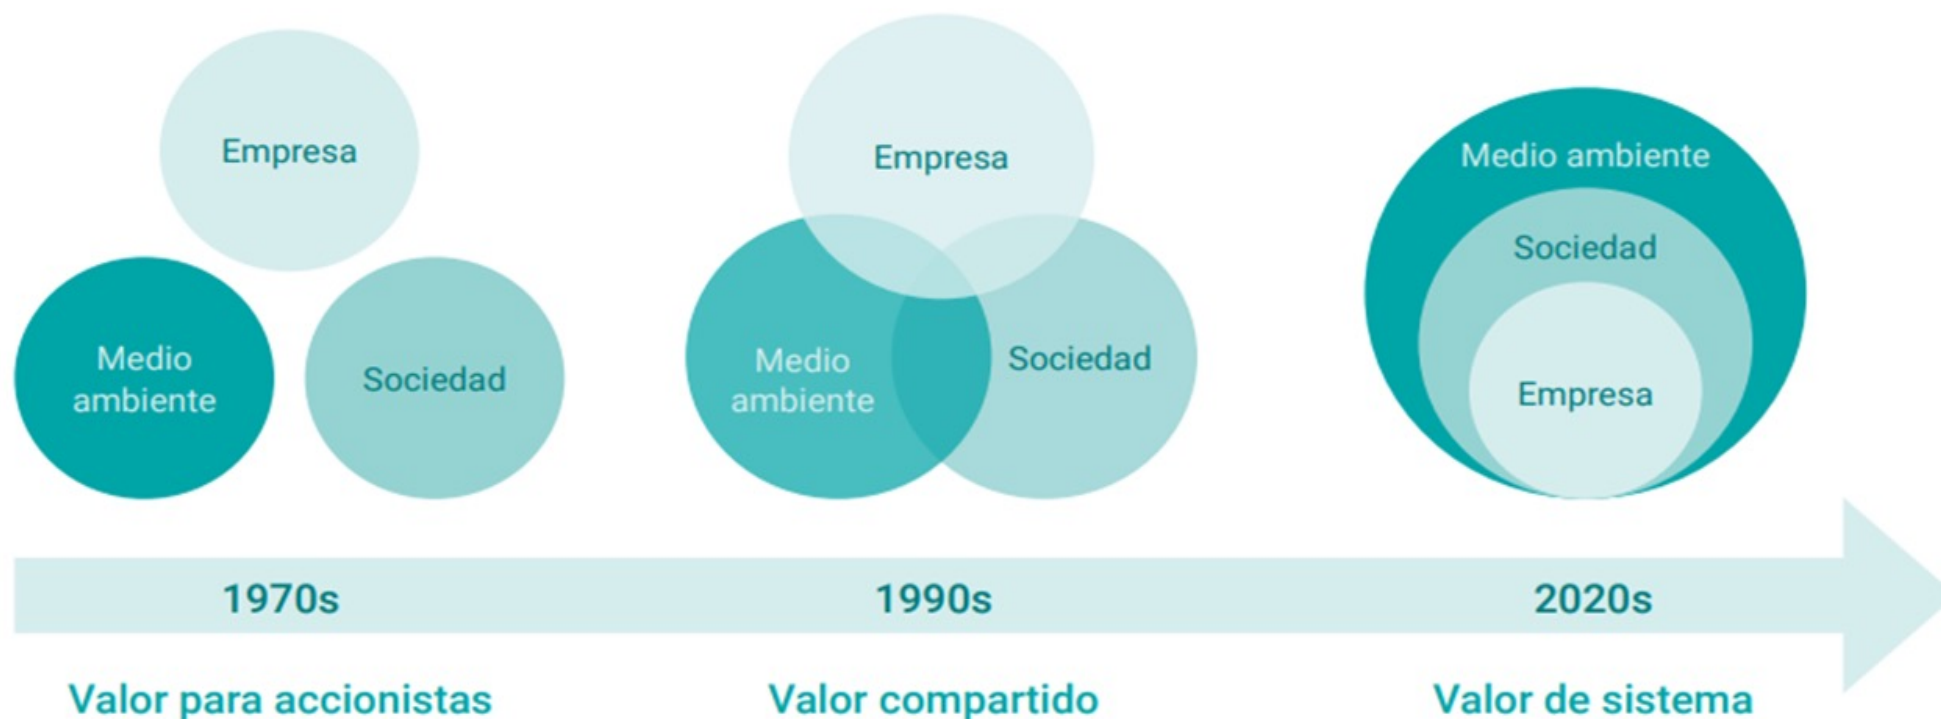 Empresa
Medio
ambiente
Sociedad
Empresa
Medio
ambiente
Sociedad
Medio ambiente
Sociedad
Empresa
1970s
1990s
2020s
Valor para accionistas
Valor compartido
Valor de sistema